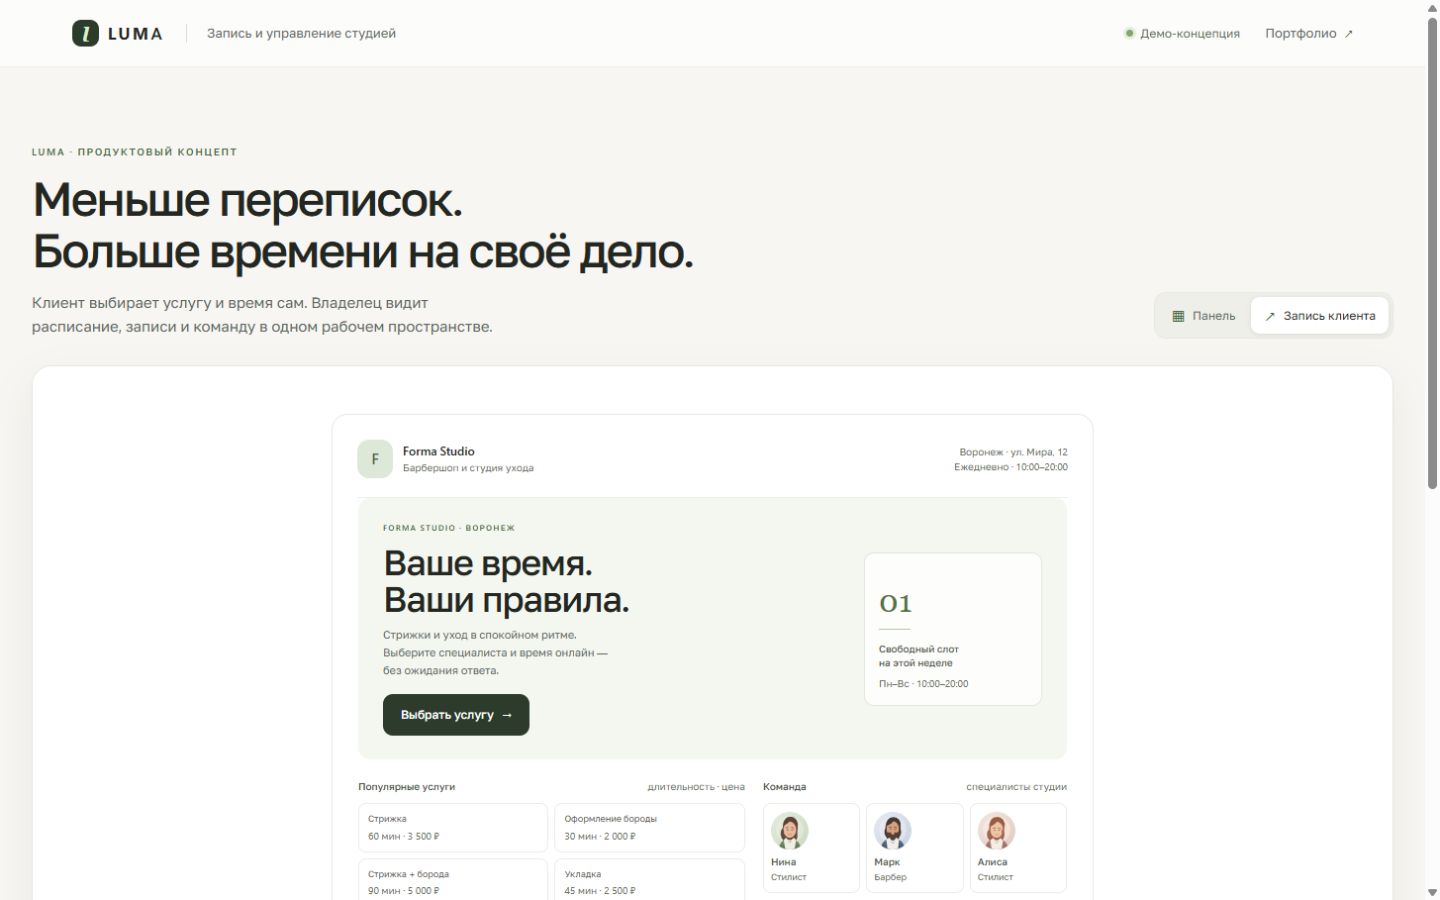 l LUMA
Запись и управление студией
Демо-концепция
Портфолио ↗
LUMA · ПРОДУКТОВЫЙ КОНЦЕПТ
Меньше переписок.
Больше времени на своё дело.
Клиент выбирает услугу и время сам. Владелец видит
расписание, записи и команду в одном рабочем пространстве.
▦ Панель
↗ Запись клиента
F
Forma Studio
Барбершоп и студия ухода
Воронеж · ул. Мира, 12
Ежедневно · 10:00–20:00
FORMA STUDIO · ВОРОНЕЖ
Ваше время.
Ваши правила.
Стрижки и уход в спокойном ритме.
Выберите специалиста и время онлайн —
без ожидания ответа.
Выбрать услугу →
01
Свободный слот
на этой неделе
Пн–Вс · 10:00–20:00
Популярные услуги
длительность · цена
Стрижка
60 мин · 3 500 ₽
Оформление бороды
30 мин · 2 000 ₽
Стрижка + борода
90 мин · 5 000 ₽
Укладка
45 мин · 2 500 ₽
Команда
специалисты студии
Нина
Стилист
Марк
Барбер
Алиса
Стилист